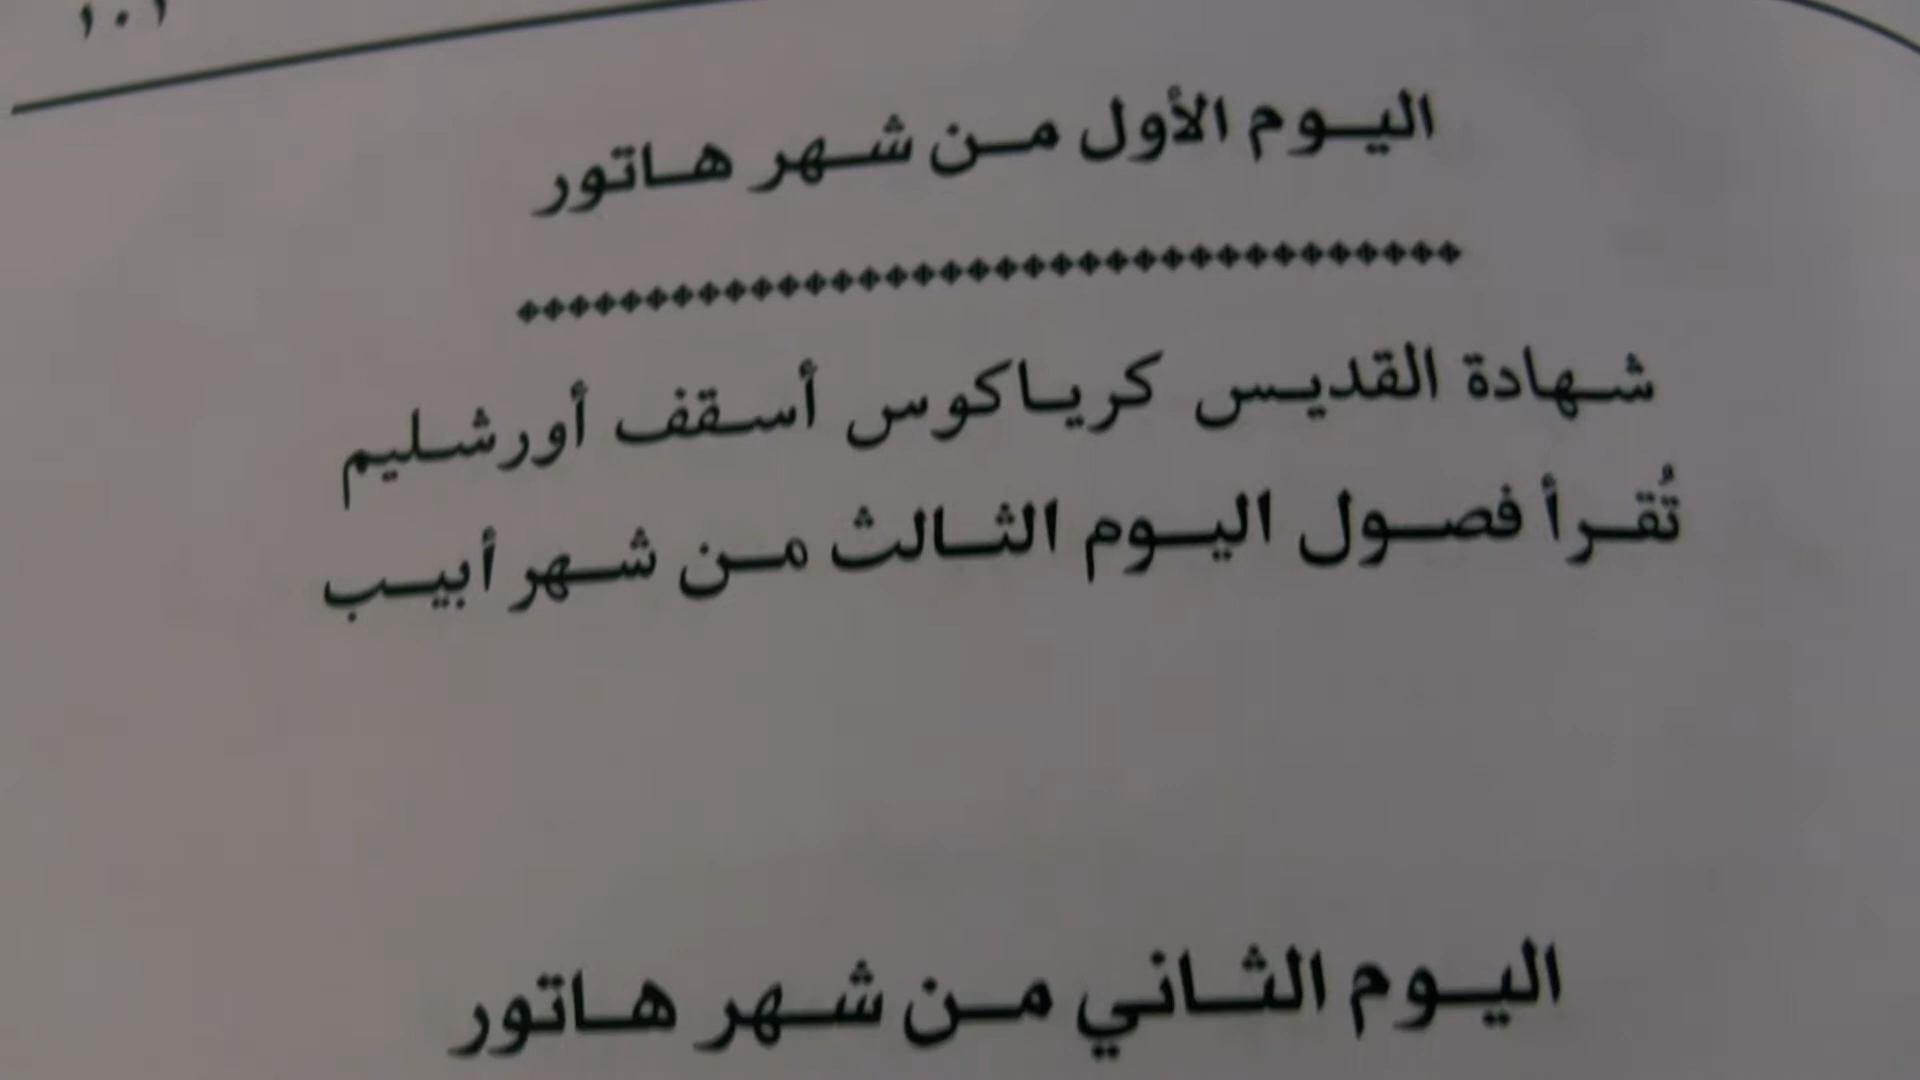 اليوم الأول من شهر هاتور
شهادة القديس كرياكوس أسقف أورشليم
تُقرأ فصول اليوم الثالث من شهر أبيب
اليوم الثاني من شهر هاتور